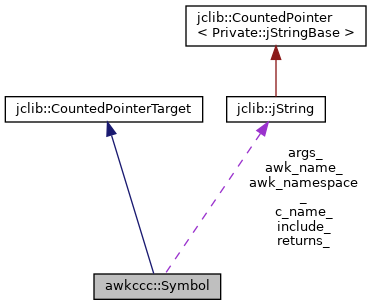 jclib::CountedPointer
< Private::jStringBase >
jclib::CountedPointerTarget
jclib::jString
args_
awk_name_
awk_namespace
_
c_name_
include_
returns_
awkccc::Symbol